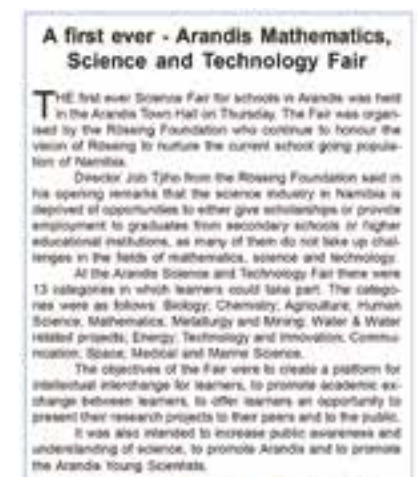 A first ever - Arandis Mathematics,
Science and Technology Fair
THE first ever Science Fair for schools in Arandis was held
in the Arandis Town Hall on Thursday. The Fair was organ-
ised by the Rössing Foundation who continue to honour the
vision of Rössing to nurture the current school going popula-
tion of Namibia.
Director Job Tjiho from the Rössing Foundation said in
his opening remarks that the science industry in Namibia is
deprived of opportunities to either give scholarships or provide
employment to graduates from secondary schools or higher
educational institutions, as many of them do not take up chal-
lenges in the fields of mathematics, science and technology.
At the Arandis Science and Technology Fair there were
13 categories in which learners could take part. The catego-
ries were as follows: Biology, Chemistry, Agriculture, Human
Science, Mathematics, Metallurgy and Mining, Water & Water
related projects, Energy, Technology and Innovation, Commu-
nication, Space, Medical and Marine Science.
The objectives of the Fair were to create a platform for
intellectual interchange for learners, to promote academic ex-
change between learners, to offer learners an opportunity to
present their research projects to their peers and to the public.
It was also intended to increase public awareness and
understanding of science, to promote Arandis and to promote
the Arandis Young Scientists.